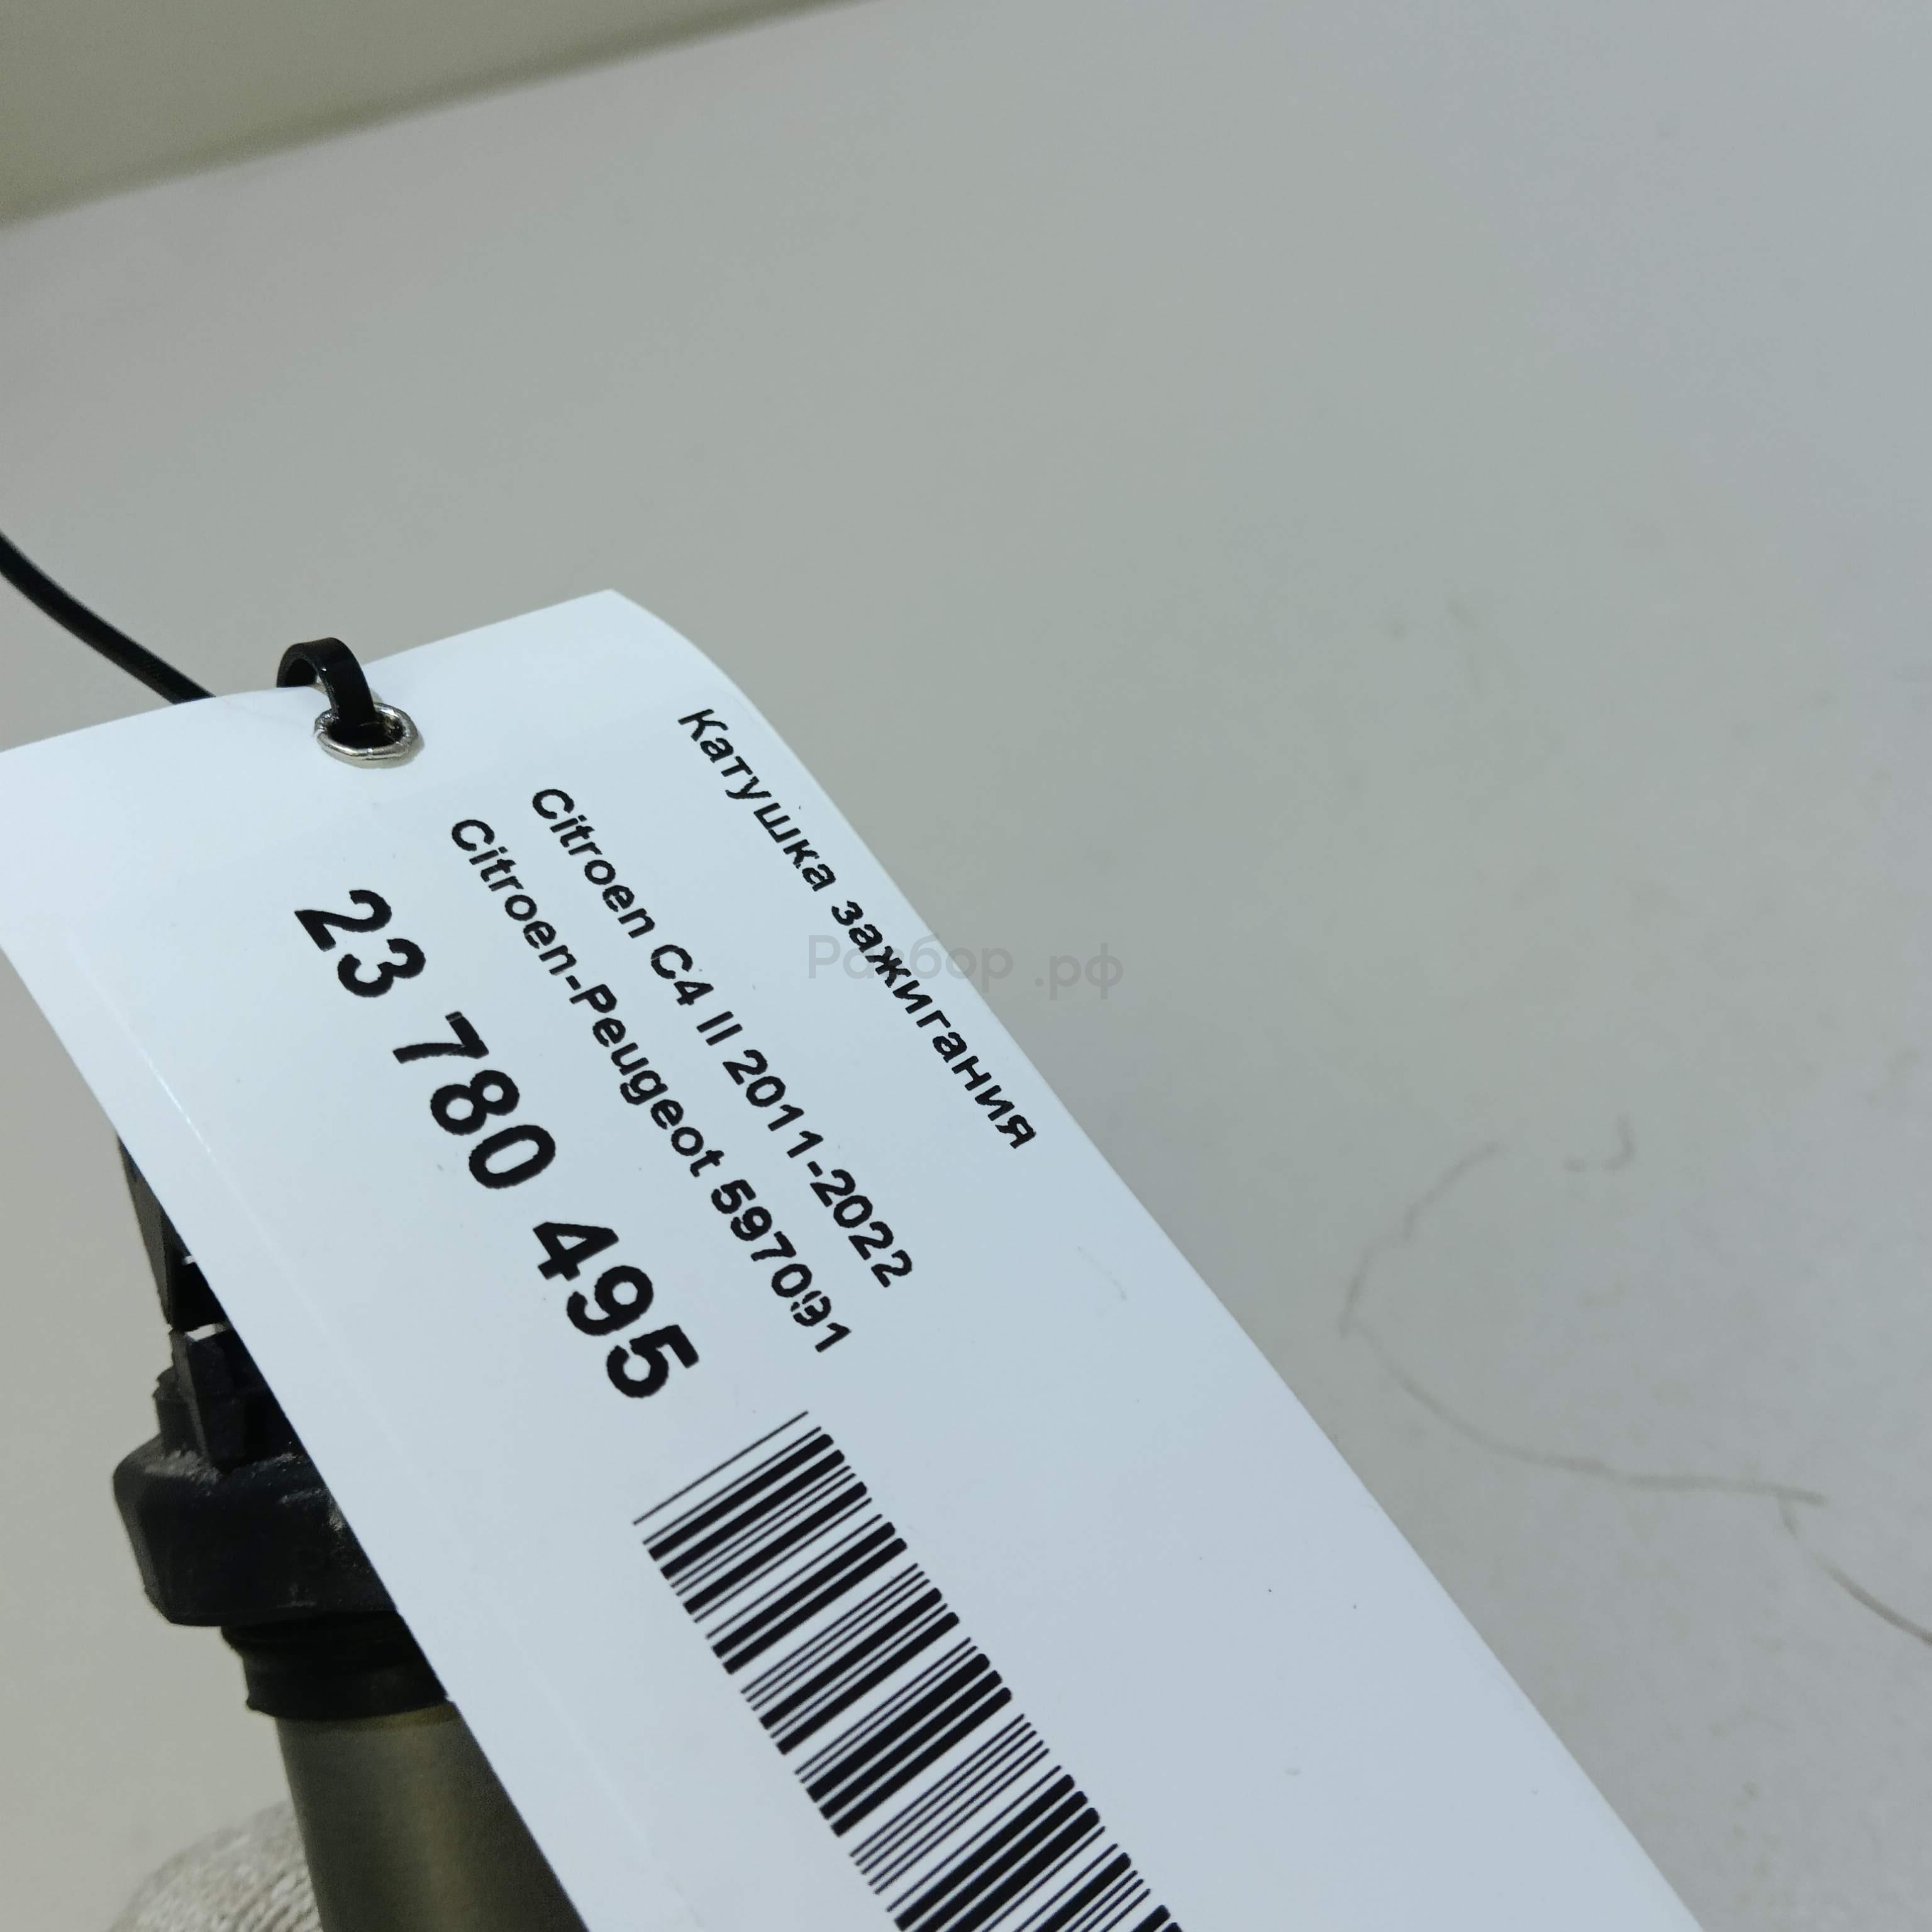 Катушка зажигания
Citroen C4 II 2011-2022
Citroen-Peugeot 597091
23 780 495
Разбор .рф